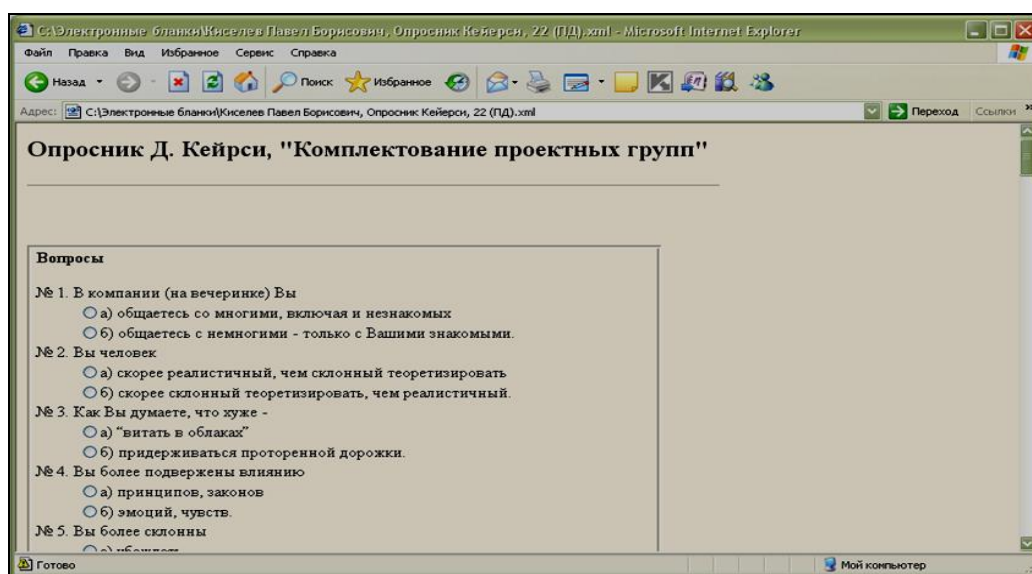 C:\Электронные бланки\Киселев Павел Борисович, Опросник Кейерси, 22 (ПД).xml - Microsoft Internet Explorer
Файл Правка Вид Избранное Сервис Справка
Назад Поиск Избранное
Адрес: C:\Электронные бланки\Киселев Павел Борисович, Опросник Кейерси, 22 (ПД).xml Переход Ссылки »
Опросник Д. Кейрси, "Комплектование проектных групп"
Вопросы
№ 1. В компании (на вечеринке) Вы
а) общаетесь со многими, включая и незнакомых
б) общаетесь с немногими - только с Вашими знакомыми.
№ 2. Вы человек
а) скорее реалистичный, чем склонный теоретизировать
б) скорее склонный теоретизировать, чем реалистичный.
№ 3. Как Вы думаете, что хуже -
а) “витать в облаках”
б) придерживаться проторенной дорожки.
№ 4. Вы более подвержены влиянию
а) принципов, законов
б) эмоций, чувств.
№ 5. Вы более склонны
а)
Готово Мой компьютер